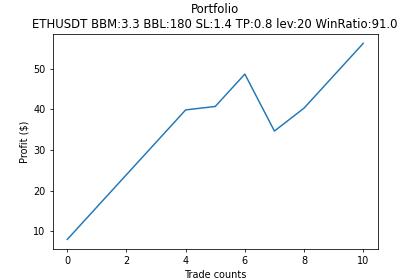 Portfolio
ETHUSDT BBM:3.3 BBL:180 SL:1.4 TP:0.8 lev:20 WinRatio:91.0
50
40
30
20
10
Profit ($)
0 2 4 6 8 10
Trade counts